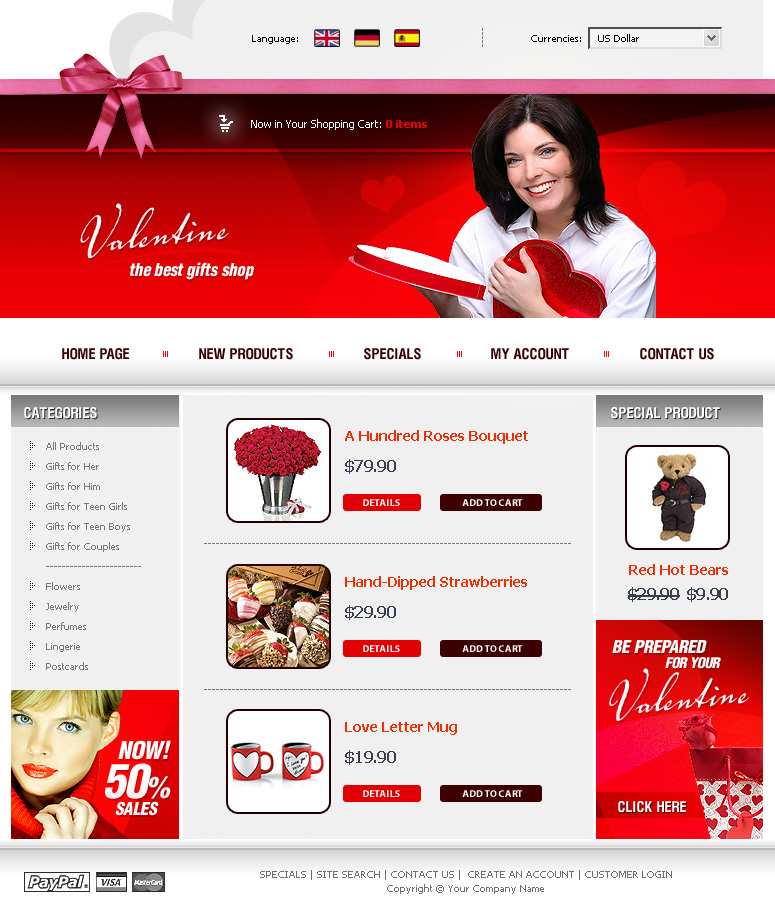 Language:
Currencies: US Dollar
Now in Your Shopping Cart: 0 items
Valentine
the best gifts shop
HOME PAGE
NEW PRODUCTS
SPECIALS
MY ACCOUNT
CONTACT US
CATEGORIES
All Products
Gifts for Her
Gifts for Him
Gifts for Teen Girls
Gifts for Teen Boys
Gifts for Couples
Flowers
Jewelry
Perfumes
Lingerie
Postcards
NOW!
50%
SALES
A Hundred Roses Bouquet
$79.90
DETAILS
ADD TO CART
Hand-Dipped Strawberries
$29.90
DETAILS
ADD TO CART
Love Letter Mug
$19.90
DETAILS
ADD TO CART
SPECIAL PRODUCT
Red Hot Bears
$29.90 $9.90
BE PREPARED
FOR YOUR
Valentine
CLICK HERE
PayPal VISA MasterCard
SPECIALS | SITE SEARCH | CONTACT US | CREATE AN ACCOUNT | CUSTOMER LOGIN
Copyright © Your Company Name